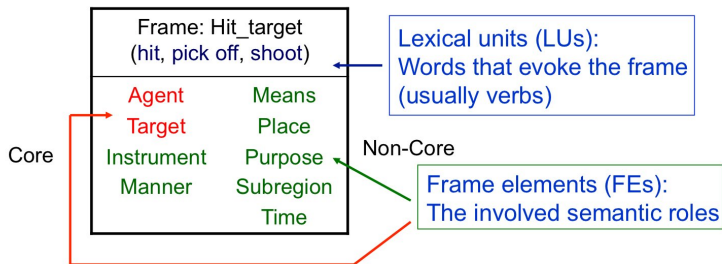 Frame: Hit_target
(hit, pick off, shoot)
Lexical units (LUs):
Words that evoke the frame
(usually verbs)
Agent
Target
Instrument
Manner
Means
Place
Purpose
Subregion
Time
Core
Non-Core
Frame elements (FEs):
The involved semantic roles